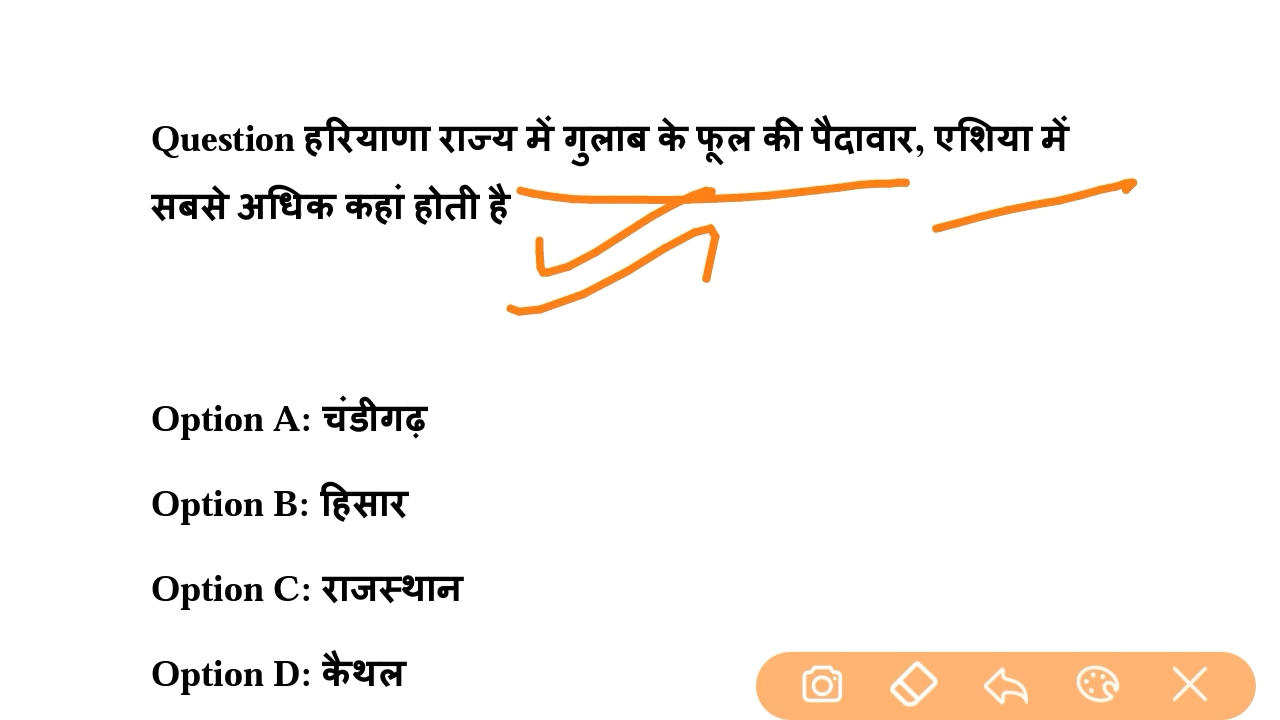 Question हरियाणा राज्य में गुलाब के फूल की पैदावार, एशिया में
सबसे अधिक कहां होती है
Option A: चंडीगढ़
Option B: हिसार
Option C: राजस्थान
Option D: कैथल